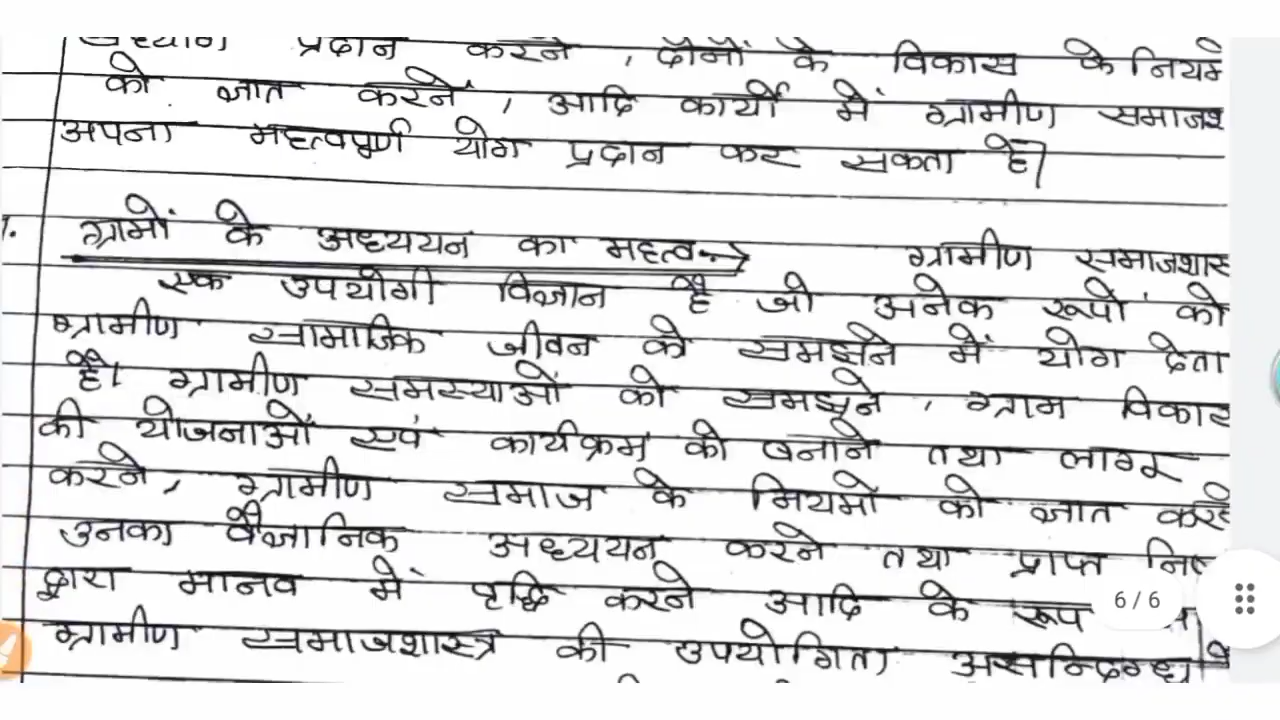 प्रदान करने, दोनों के विकास के नियमो
को ज्ञात करने, आदि कार्यों में ग्रामीण समाजश
अपना महत्वपूर्ण योग प्रदान कर सकता है।
ग्रामों के अध्ययन का महत्व→ ग्रामीण समाजशास
एक उपयोगी विज्ञान है जो अनेक रूपों को
ग्रामीण सामाजिक जीवन को समझने में योग देता
है। ग्रामीण समस्याओं को समझने, ग्राम विकास
की योजनाओं एवं कार्यक्रम को बनाने तथा लागू
करने, ग्रामीण समाज के नियमों को ज्ञात करने
उनका वैज्ञानिक अध्ययन करने तथा प्राप्त निष
द्वारा मानव में वृद्धि करने आदि के रूप
ग्रामीण समाजशास्त्र की उपयोगिता असन्दिग्ध है
6 / 6